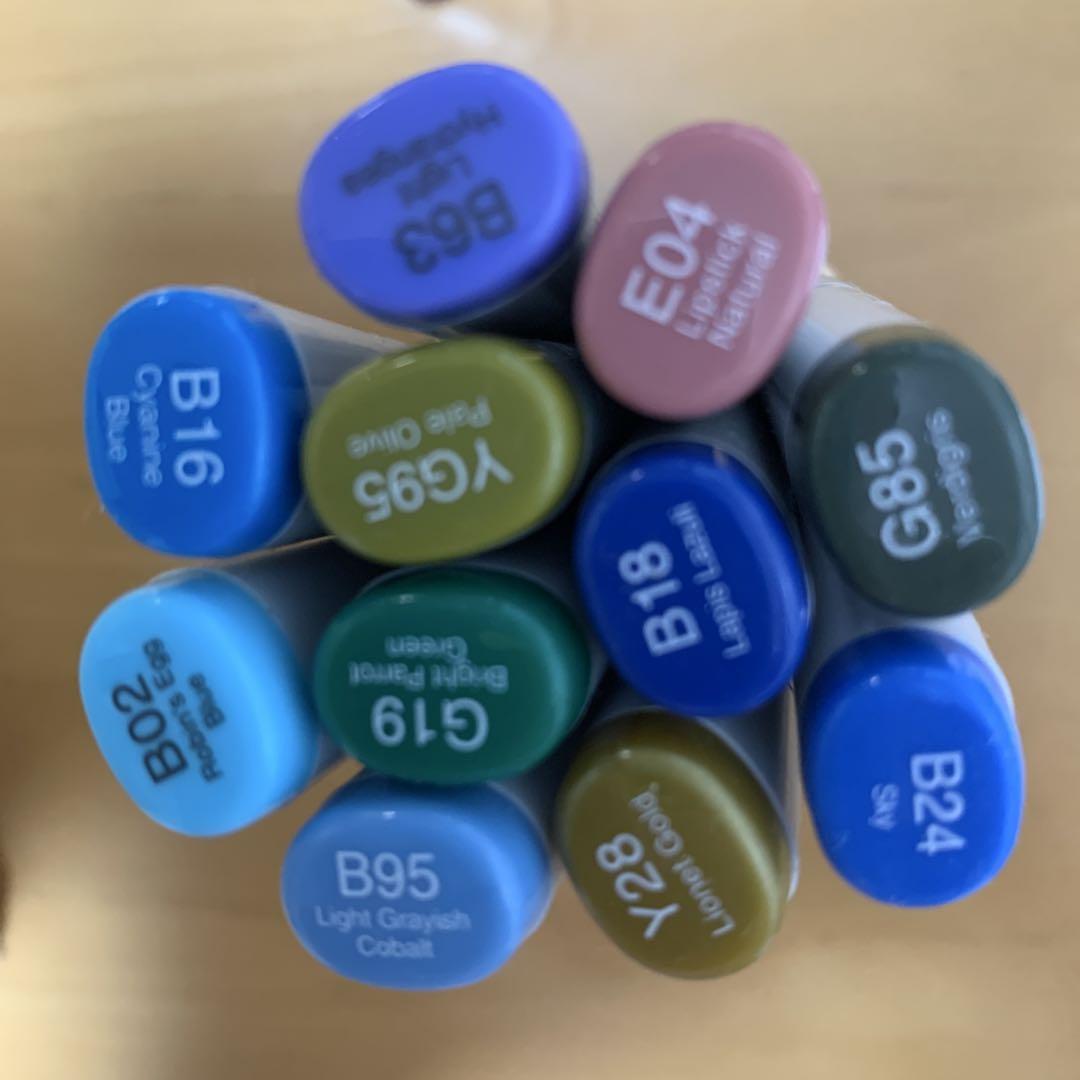 B63
Light
Hydrangea
E04
Lipstick
Natural
B16
Cyanine
Blue
YG95
Pale Olive
G85
Verdigris
B18
Lapis Lazuli
B02
Robin's Egg
Blue
G19
Bright Parrot
Green
B24
Sky
Y28
Lionet Gold
B95
Light Grayish
Cobalt